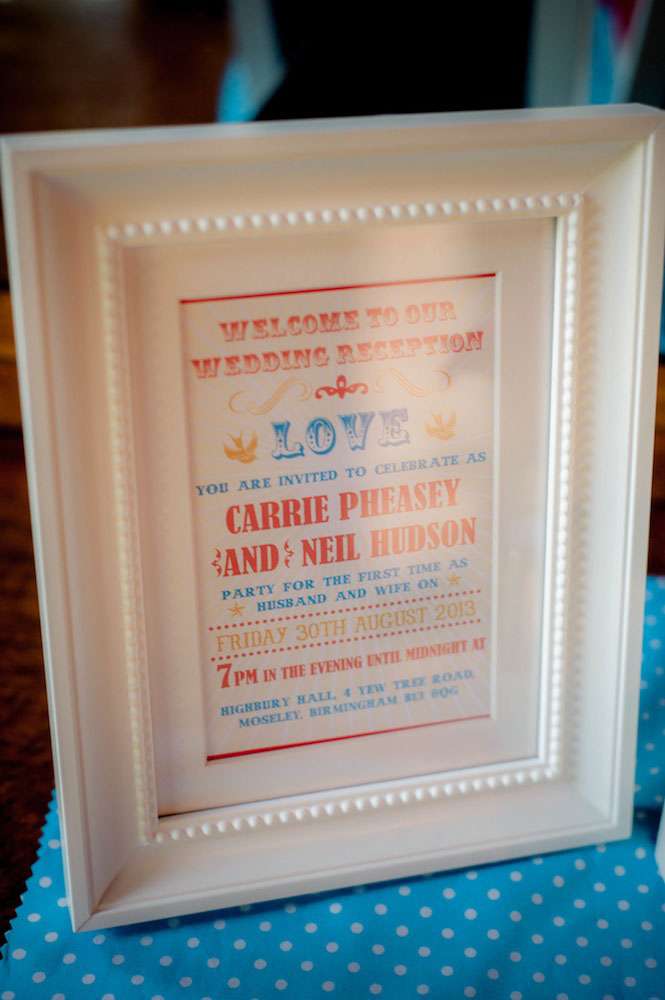 WELCOME TO OUR
WEDDING RECEPTION
LOVE
YOU ARE INVITED TO CELEBRATE AS
CARRIE PHEASEY
AND NEIL HUDSON
PARTY FOR THE FIRST TIME AS
HUSBAND AND WIFE ON
FRIDAY 30TH AUGUST 2013
7PM IN THE EVENING UNTIL MIDNIGHT AT
HIGHBURY HALL, 4 YEW TREE ROAD,
MOSELEY, BIRMINGHAM B13 8QG